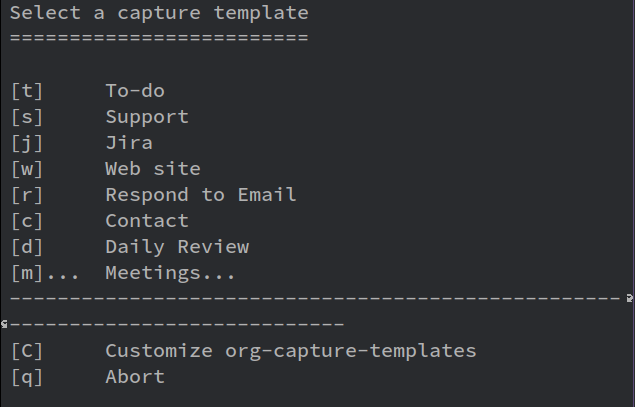 Select a capture template
=========================
[t]     To-do
[s]     Support
[j]     Jira
[w]     Web site
[r]     Respond to Email
[c]     Contact
[d]     Daily Review
[m]...  Meetings...
---------------------------------------------------
----------------------------
[C]     Customize org-capture-templates
[q]     Abort